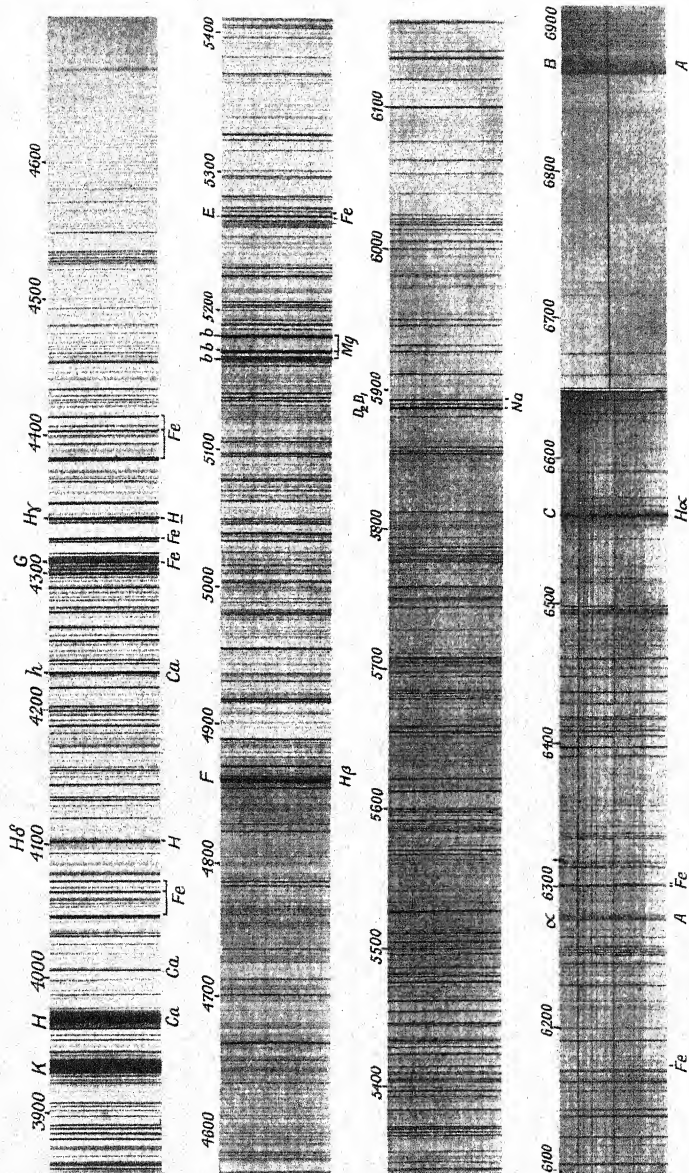 3900 K H 4000 Hδ 4100 4200 h 4300 G Hγ 4400 4500 4600
Ca Ca Fe H Ca Fe Fe H Fe
4600 4700 4800 F 4900 5000 5100 b b b 5200 E 5300 5400
Hβ Mg Fe
5400 5500 5600 5700 5800 D₂D₁ 5900 6000 6100
Na
6100 6200 α 6300 6400 6500 C 6600 6700 6800 B 6900
Fe A Fe Hα A